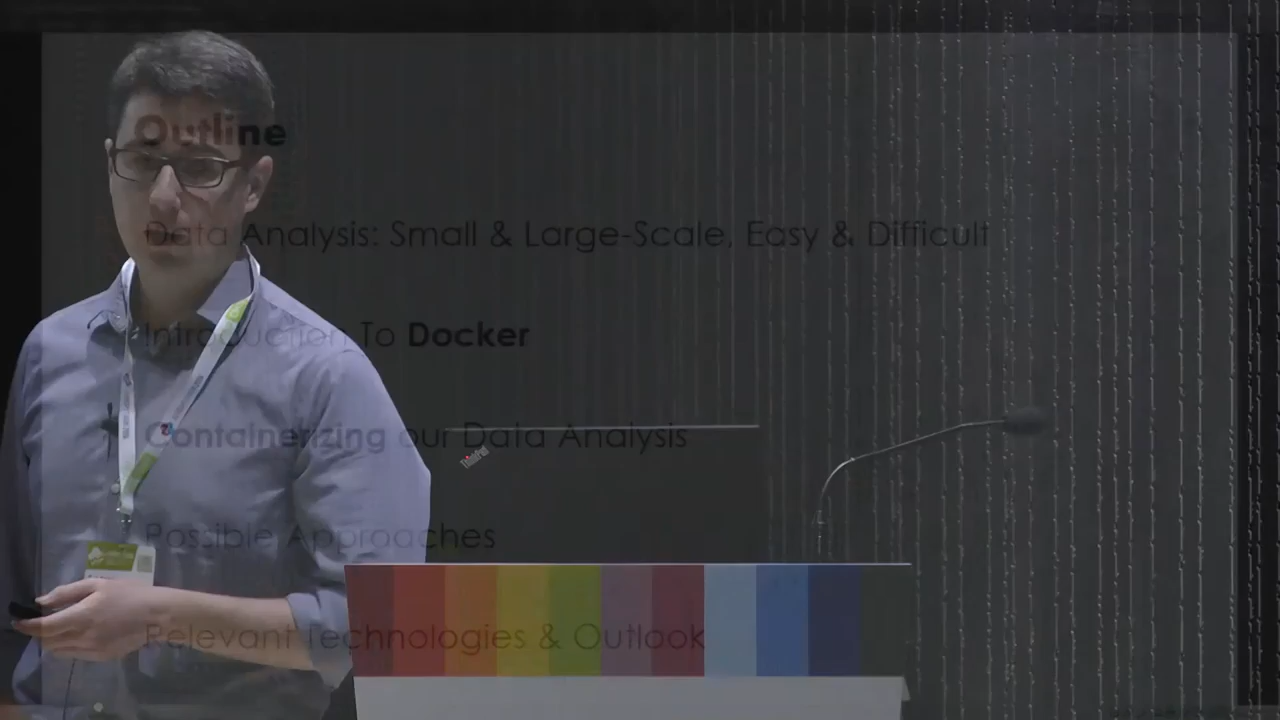 Outline
Data Analysis: Small & Large-Scale, Easy & Difficult
Introduction To Docker
Containerizing our Data Analysis
ThinkPad
Possible Approaches
Relevant Technologies & Outlook